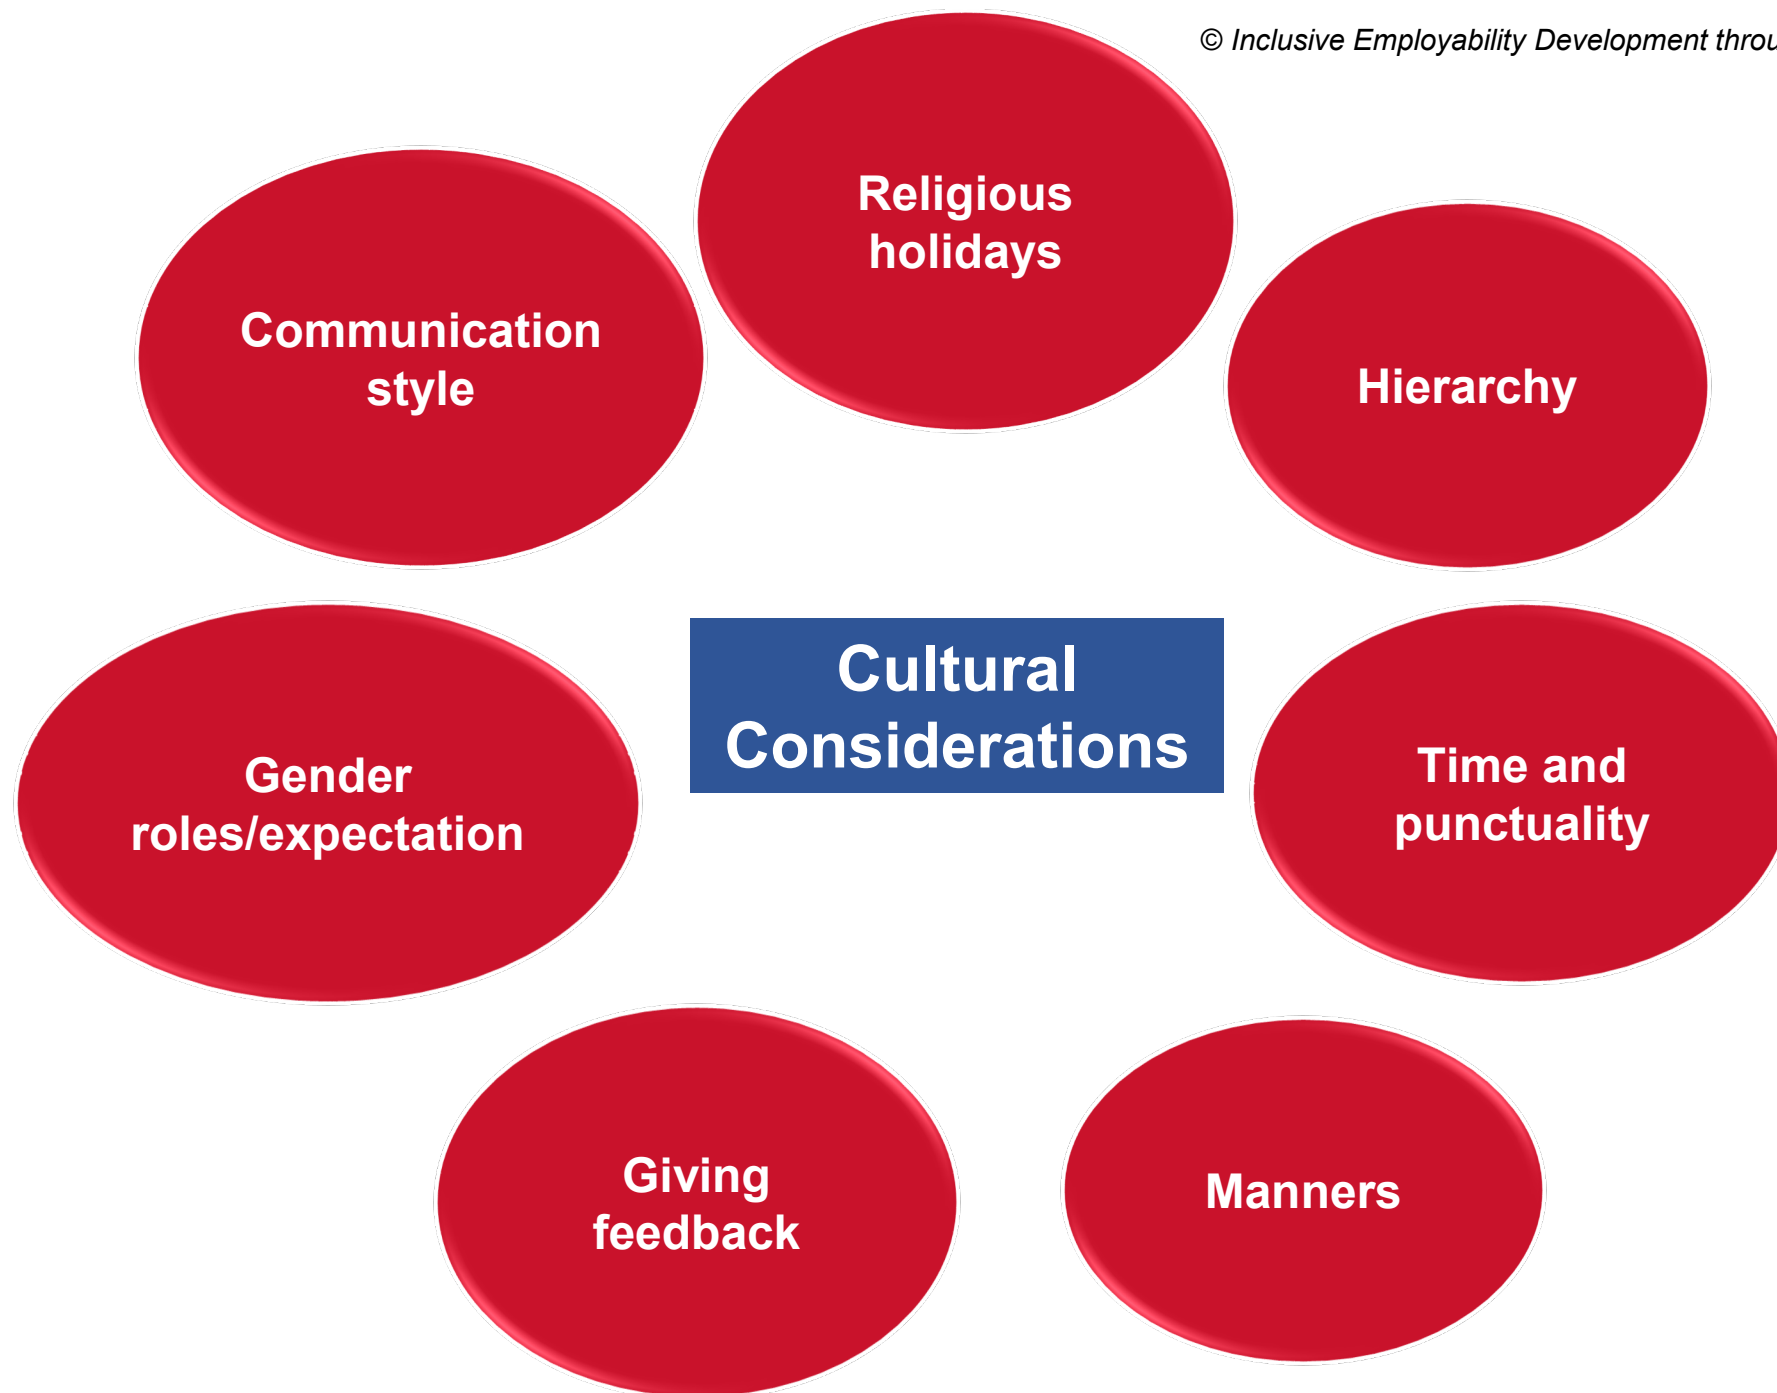 © Inclusive Employability Development throu
Religious
holidays
Communication
style
Hierarchy
Cultural
Considerations
Gender
roles/expectation
Time and
punctuality
Giving
feedback
Manners